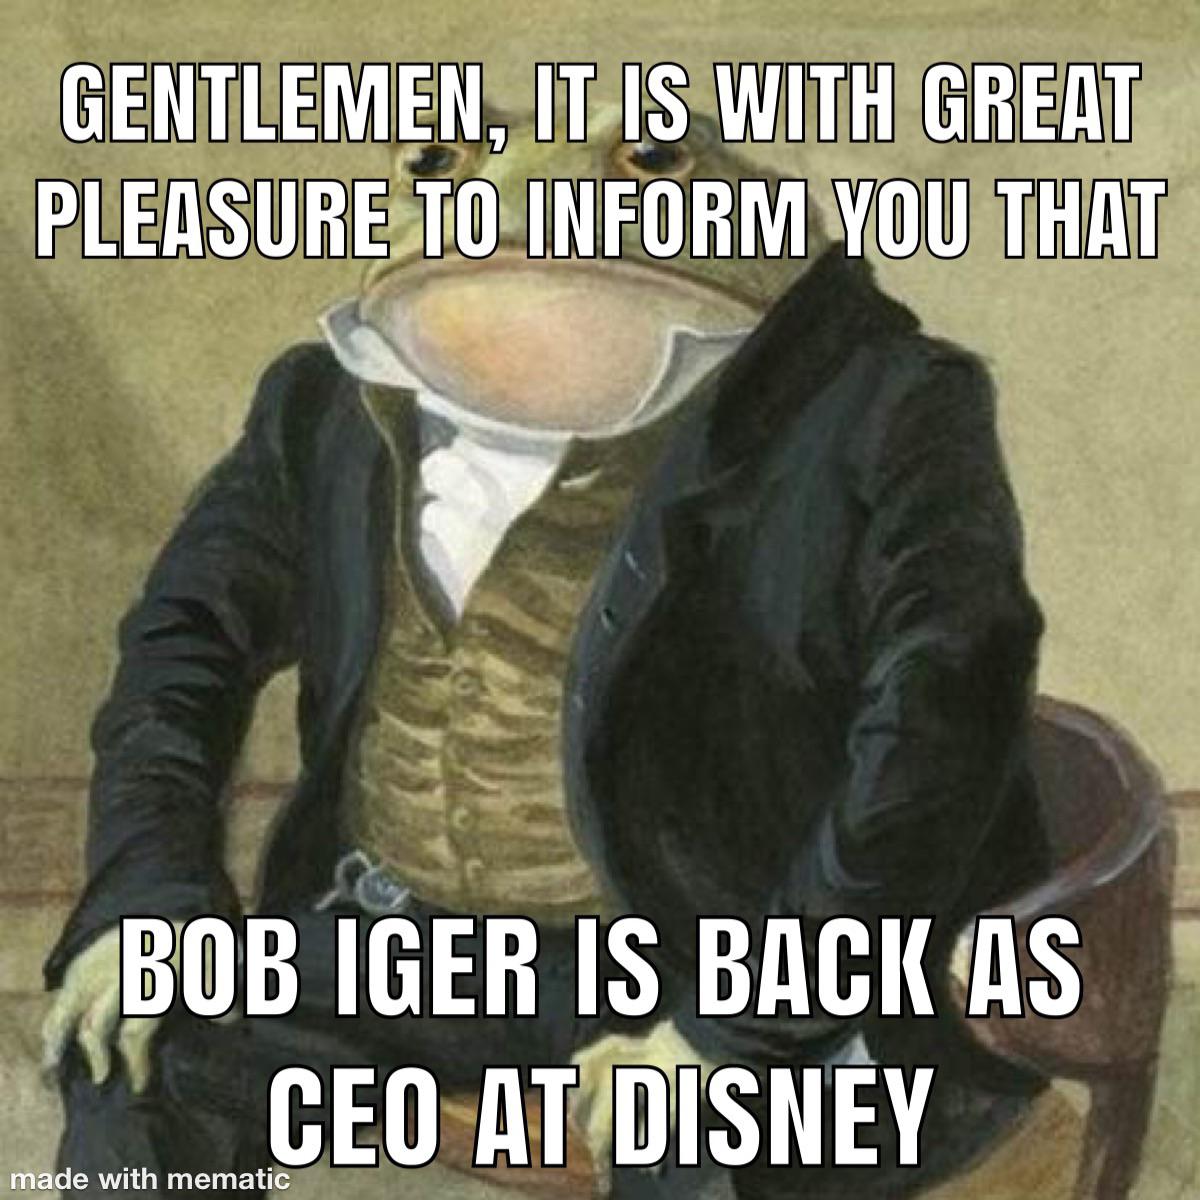 GENTLEMEN, IT IS WITH GREAT
PLEASURE TO INFORM YOU THAT
BOB IGER IS BACK AS
CEO AT DISNEY
made with mematic